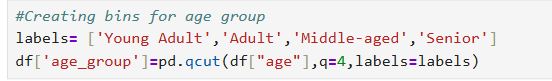 #Creating bins for age group
labels= ['Young Adult','Adult','Middle-aged','Senior']
df['age_group']=pd.qcut(df["age"],q=4,labels=labels)